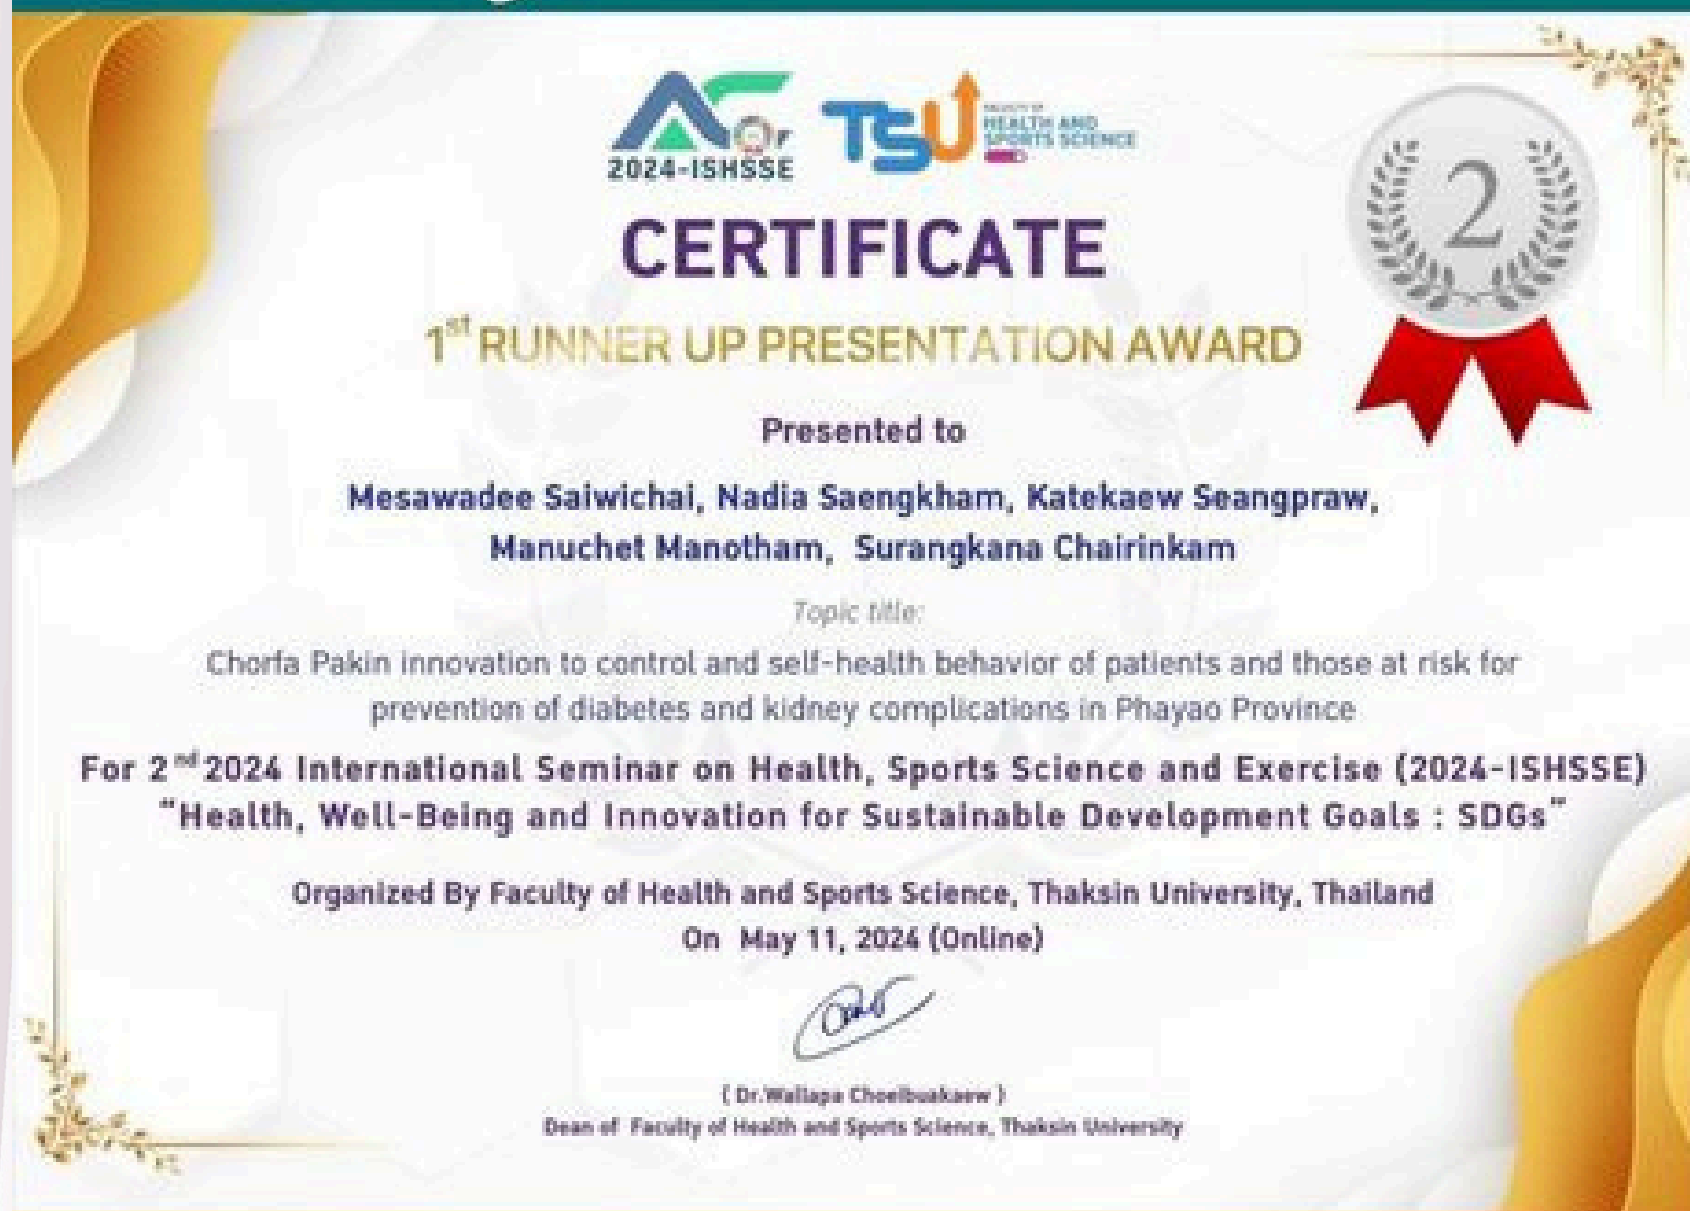 2024-ISHSSE
TSU
HEALTH AND
SPORTS SCIENCE
2
CERTIFICATE
1st RUNNER UP PRESENTATION AWARD
Presented to
Mesawadee Saiwichai, Nadia Saengkham, Katekaew Seangpraw,
Manuchet Manotham, Surangkana Chairinkam
Topic title:
Chorfa Pakin innovation to control and self-health behavior of patients and those at risk for
prevention of diabetes and kidney complications in Phayao Province
For 2nd 2024 International Seminar on Health, Sports Science and Exercise (2024-ISHSSE)
"Health, Well-Being and Innovation for Sustainable Development Goals : SDGs"
Organized By Faculty of Health and Sports Science, Thaksin University, Thailand
On May 11, 2024 (Online)
( Dr.Wallapa Choeibuakaew )
Dean of Faculty of Health and Sports Science, Thaksin University